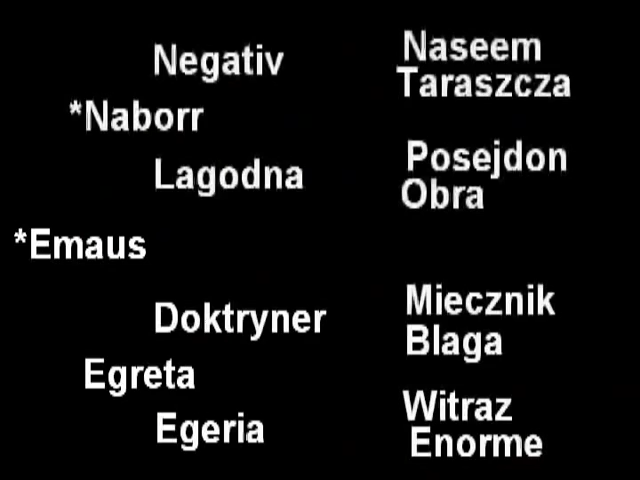 Negativ
Naseem
Taraszcza
*Naborr
Lagodna
Posejdon
Obra
*Emaus
Doktryner
Miecznik
Blaga
Egreta
Egeria
Witraz
Enorme